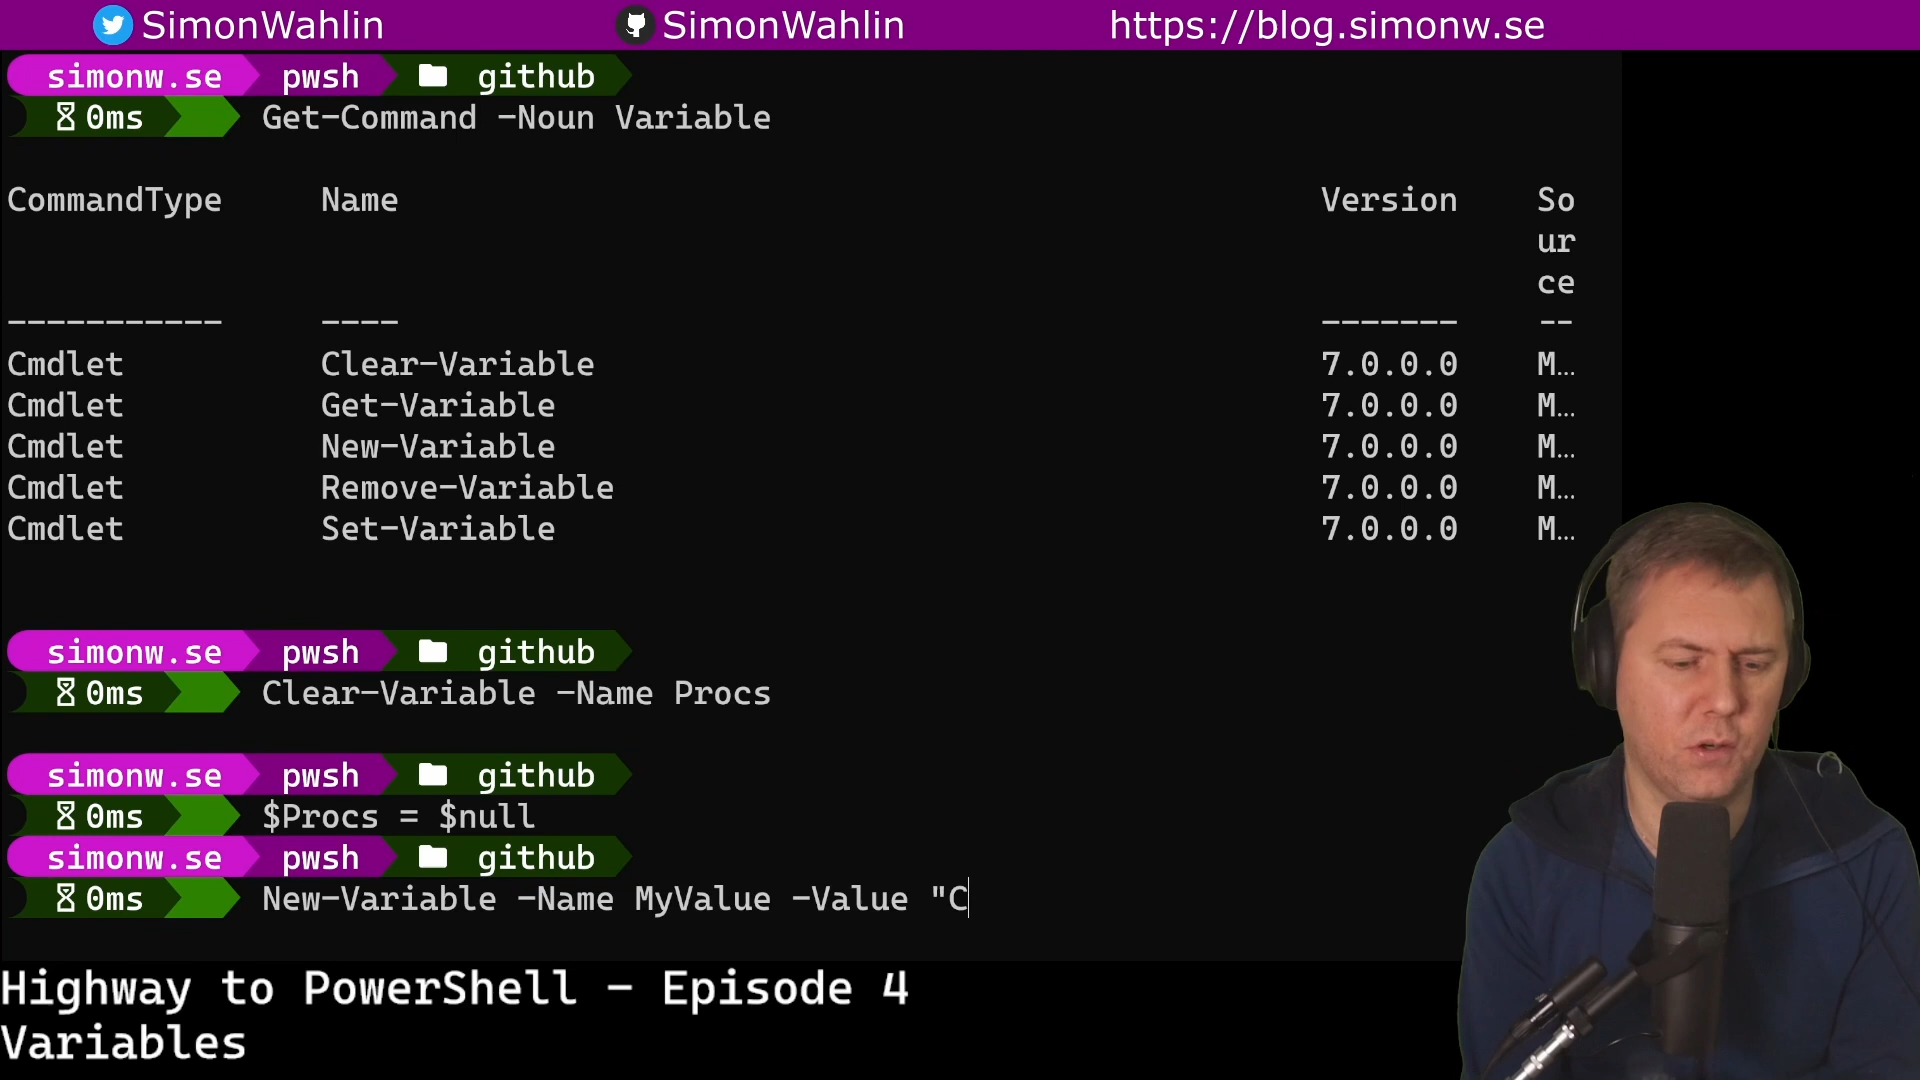 SimonWahlin SimonWahlin https://blog.simonw.se
simonw.se pwsh github
0ms Get-Command -Noun Variable
CommandType Name Version So
ur
ce
----------- ---- ------- --
Cmdlet Clear-Variable 7.0.0.0 M…
Cmdlet Get-Variable 7.0.0.0 M…
Cmdlet New-Variable 7.0.0.0 M…
Cmdlet Remove-Variable 7.0.0.0 M…
Cmdlet Set-Variable 7.0.0.0 M…
simonw.se pwsh github
0ms Clear-Variable -Name Procs
simonw.se pwsh github
0ms $Procs = $null
simonw.se pwsh github
0ms New-Variable -Name MyValue -Value "C
Highway to PowerShell - Episode 4
Variables